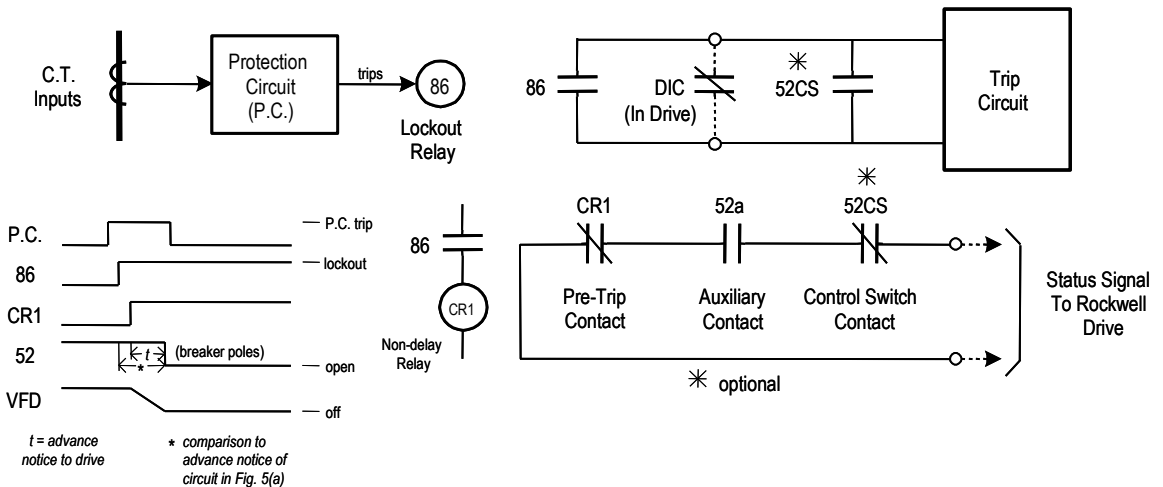 C.T.
Inputs
Protection
Circuit
(P.C.)
trips
86
Lockout
Relay
86
DIC
(In Drive)
✳
52CS
Trip
Circuit
P.C.
P.C. trip
86
lockout
CR1
52
t
*
(breaker poles)
open
VFD
off
t = advance
notice to drive
* comparison to
advance notice of
circuit in Fig. 5(a)
86
CR1
Non-delay
Relay
CR1
52a
✳
52CS
Pre-Trip
Contact
Auxiliary
Contact
Control Switch
Contact
Status Signal
To Rockwell
Drive
✳ optional